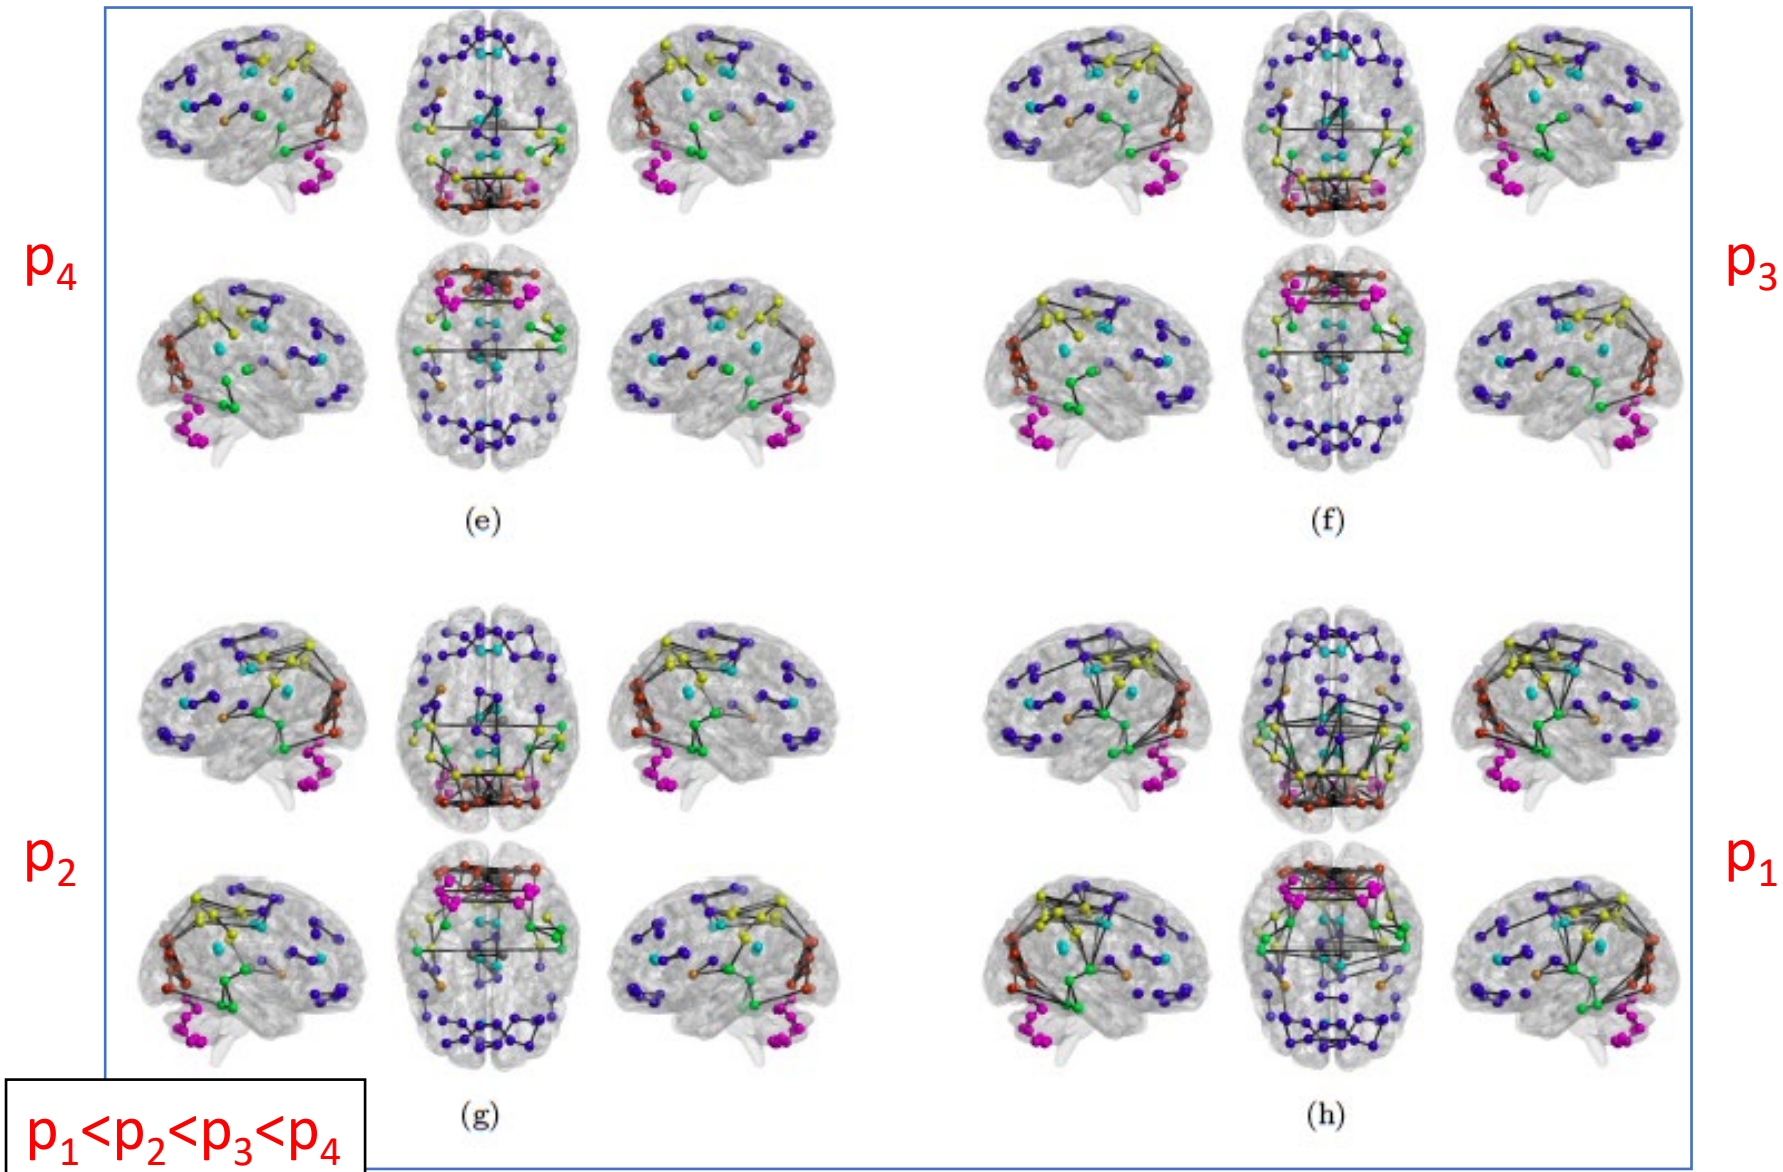 p₄
p₃
(e)
(f)
p₂
p₁
(g)
(h)
p₁<p₂<p₃<p₄